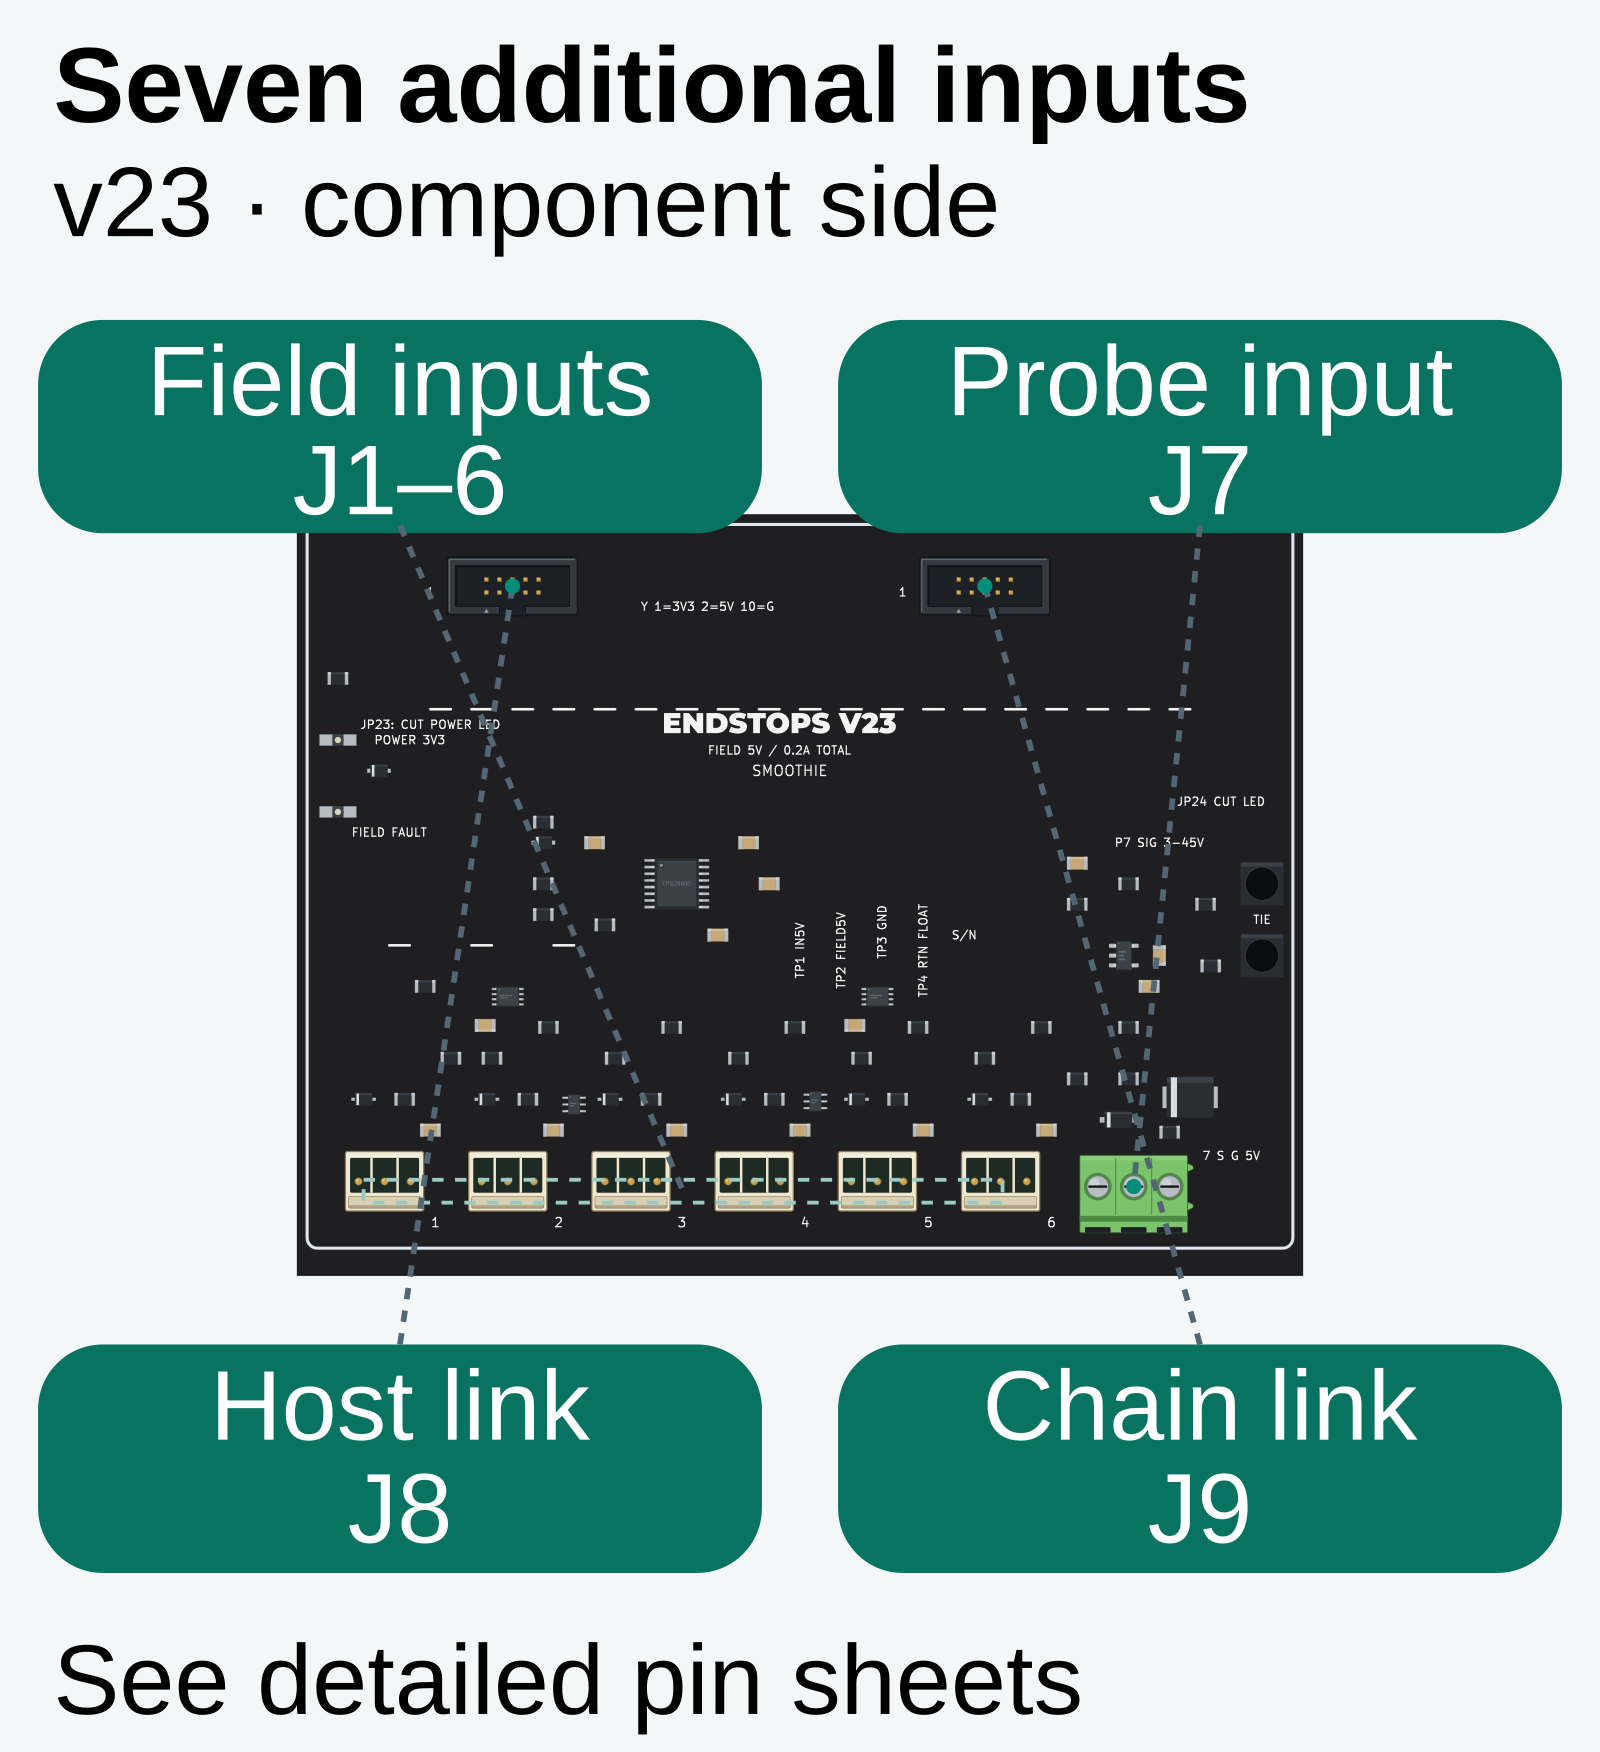 Seven additional inputs
v23 · component side
Field inputs
J1–6
Probe input
J7
1
Y 1=3V3 2=5V 10=G
1
JP23: CUT POWER LED
POWER 3V3
ENDSTOPS V23
FIELD 5V / 0.2A TOTAL
SMOOTHIE
JP24 CUT LED
FIELD FAULT
P7 SIG 3-45V
TIE
TP1 IN5V
TP2 FIELD5V
TP3 GND
TP4 RTN FLOAT
S/N
7 S G 5V
1
2
3
4
5
6
Host link
J8
Chain link
J9
See detailed pin sheets